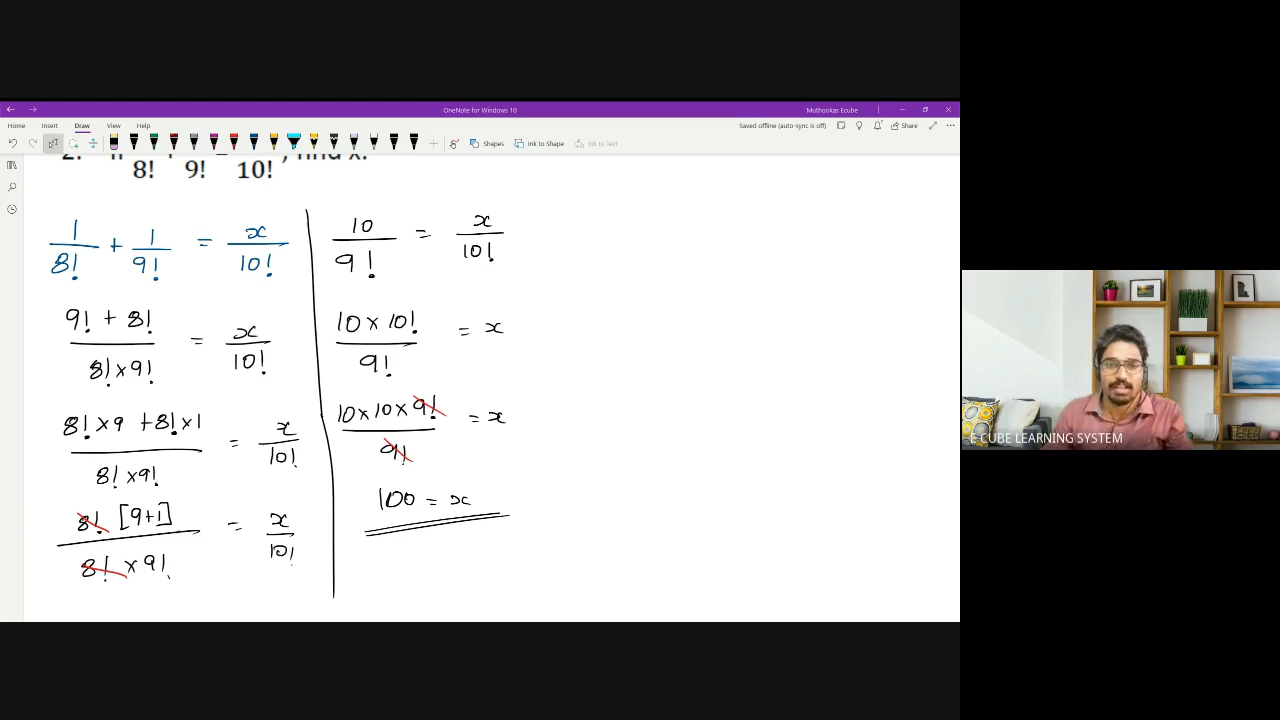 OneNote for Windows 10
Muthookas Ecube
Home Insert Draw View Help
Saved offline (auto-sync is off) Share
Shapes Ink to Shape Ink to Text
8! 9! 10! , find x.
1/8! + 1/9! = x/10!
9! + 8! / 8! × 9! = x/10!
8! × 9 + 8! × 1 / 8! × 9! = x/10!
8! [9+1] / 8! × 9! = x/10!
10/9! = x/10!
10 × 10! / 9! = x
10 × 10 × 9! / 9! = x
100 = x
E CUBE LEARNING SYSTEM